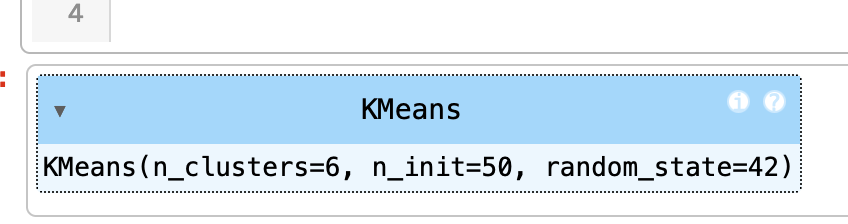 4
:
KMeans
i ?
KMeans(n_clusters=6, n_init=50, random_state=42)